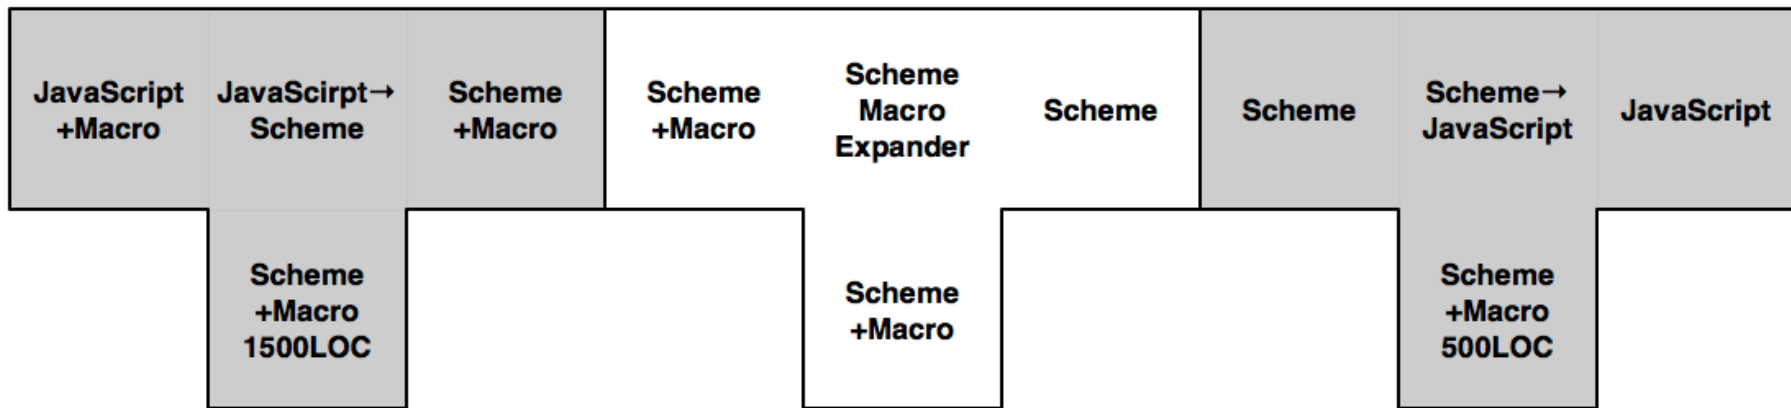 JavaScript
+Macro
JavaScirpt→
Scheme
Scheme
+Macro
Scheme
+Macro
Scheme
Macro
Expander
Scheme
Scheme
Scheme→
JavaScript
JavaScript
Scheme
+Macro
1500LOC
Scheme
+Macro
Scheme
+Macro
500LOC